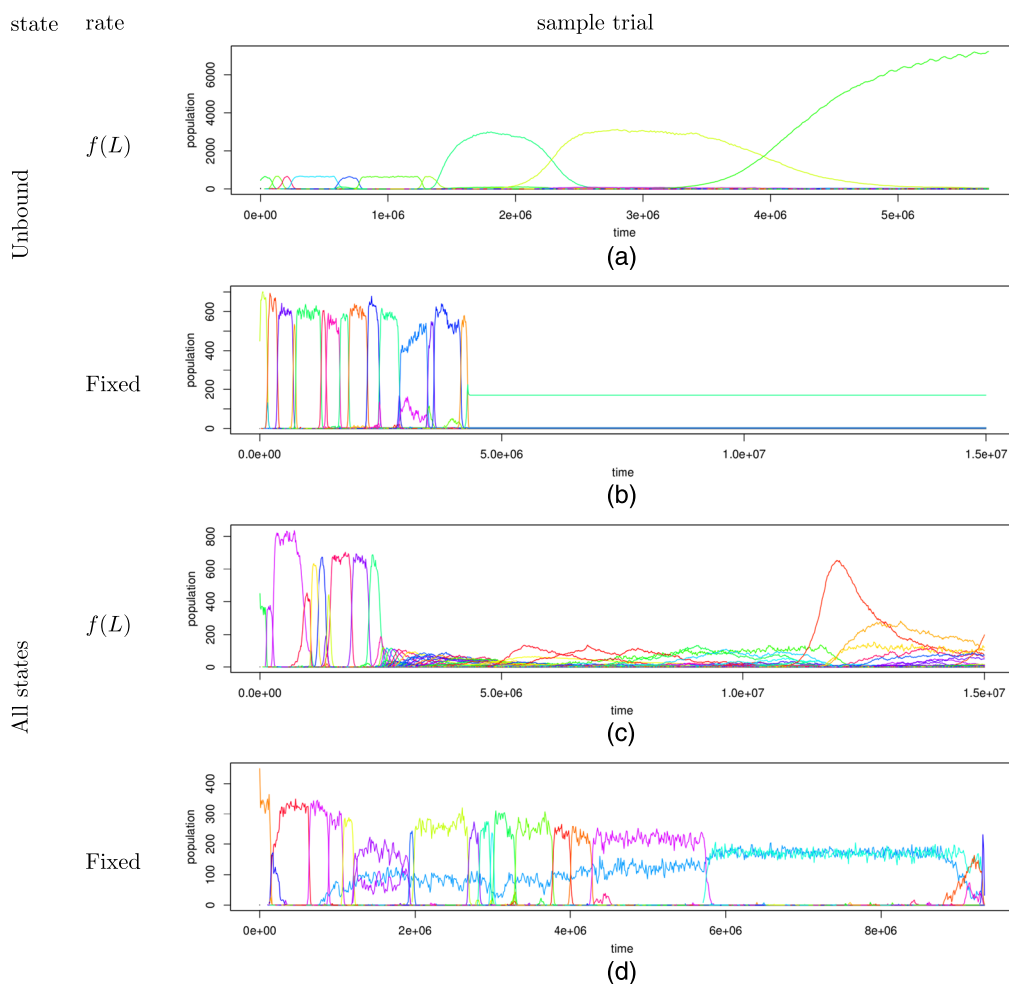 state rate sample trial
Unbound
f(L)
population
0 2000 4000 6000
0e+00 1e+06 2e+06 3e+06 4e+06 5e+06
time
(a)
Fixed
population
0 200 400 600
0.0e+00 5.0e+06 1.0e+07 1.5e+07
time
(b)
All states
f(L)
population
0 200 400 600 800
0.0e+00 5.0e+06 1.0e+07 1.5e+07
time
(c)
Fixed
population
0 100 200 300 400
0e+00 2e+06 4e+06 6e+06 8e+06
time
(d)